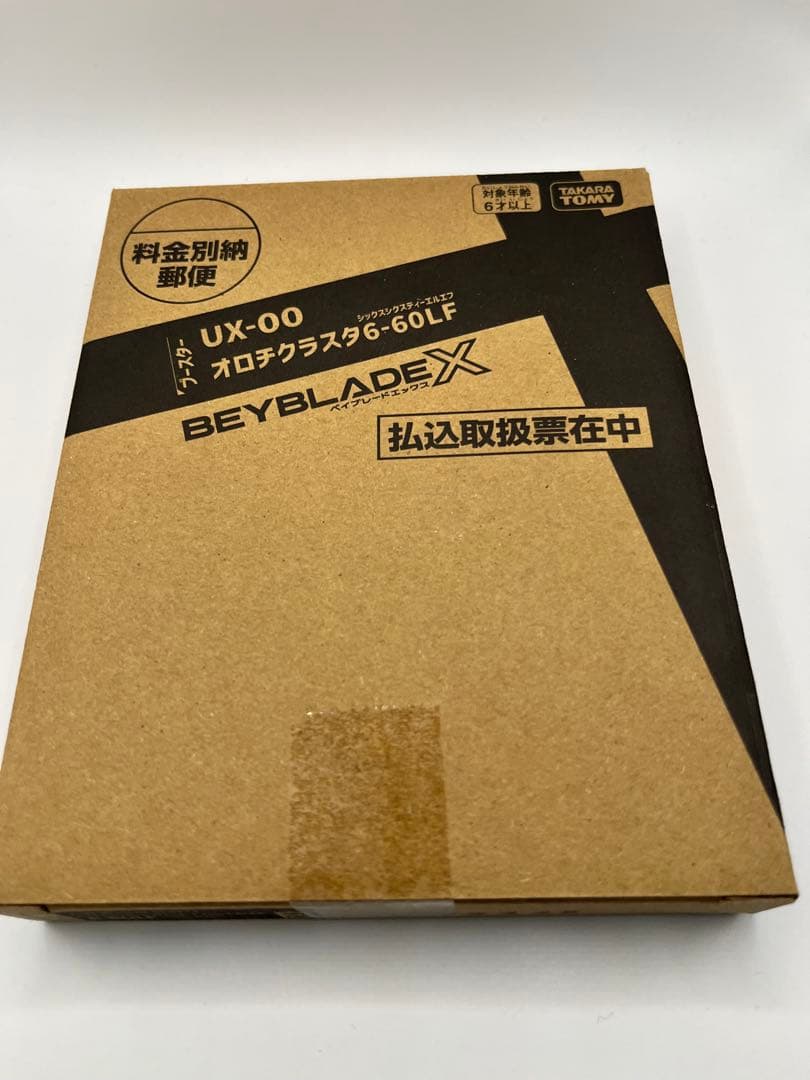 対象年齢
6才以上
TAKARA
TOMY
料金別納
郵便
ブースター
UX-00
シックスシクスティーエルエフ
オロチクラスタ6-60LF
BEYBLADE X
ベイブレードエックス
払込取扱票在中